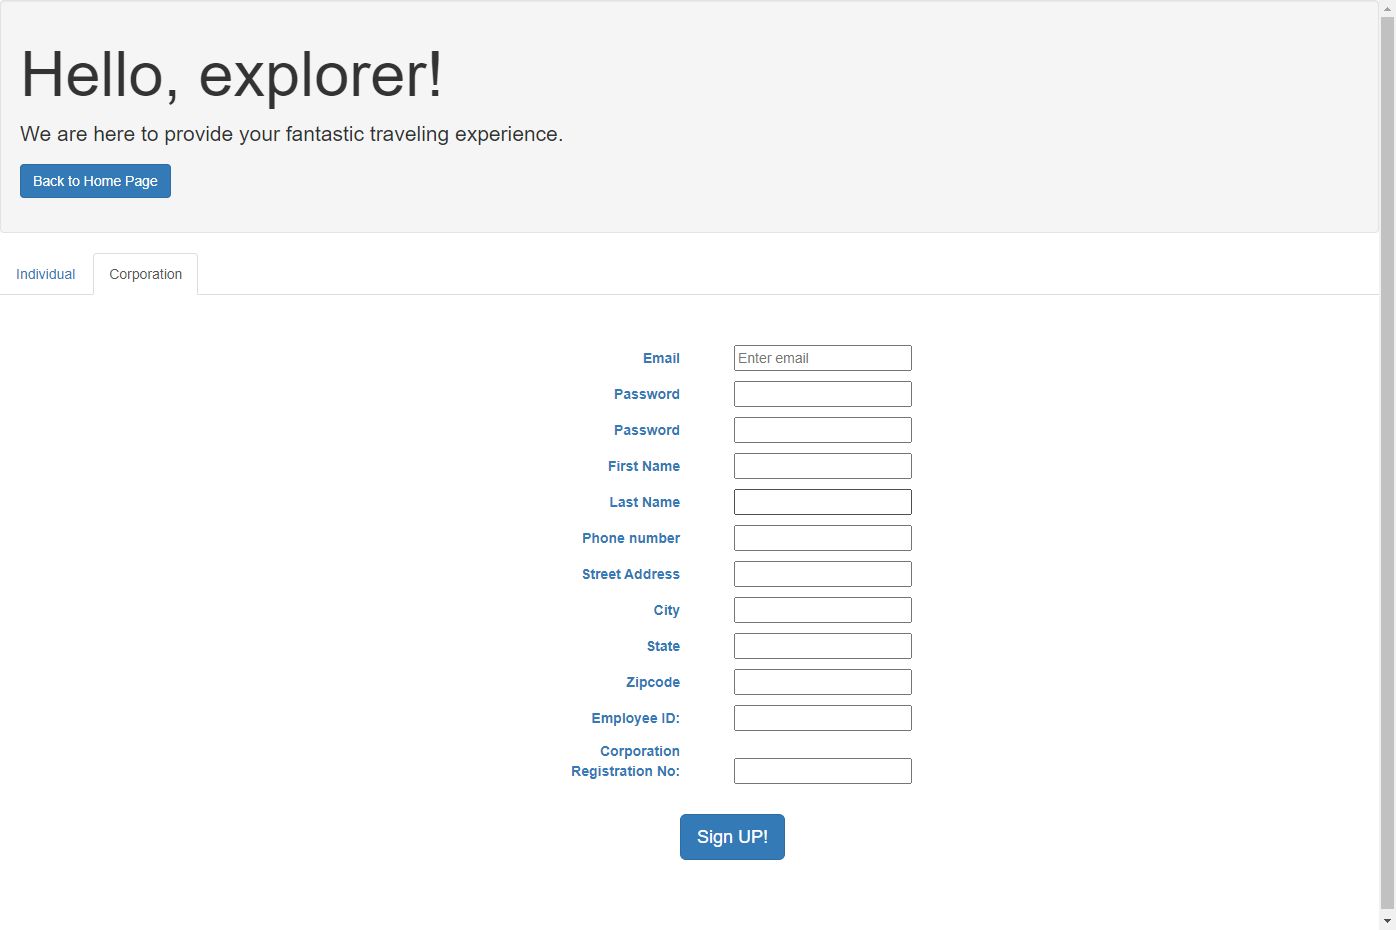 Hello, explorer!
We are here to provide your fantastic traveling experience.
Back to Home Page
Individual
Corporation
Email
Enter email
Password
Password
First Name
Last Name
Phone number
Street Address
City
State
Zipcode
Employee ID:
Corporation
Registration No:
Sign UP!